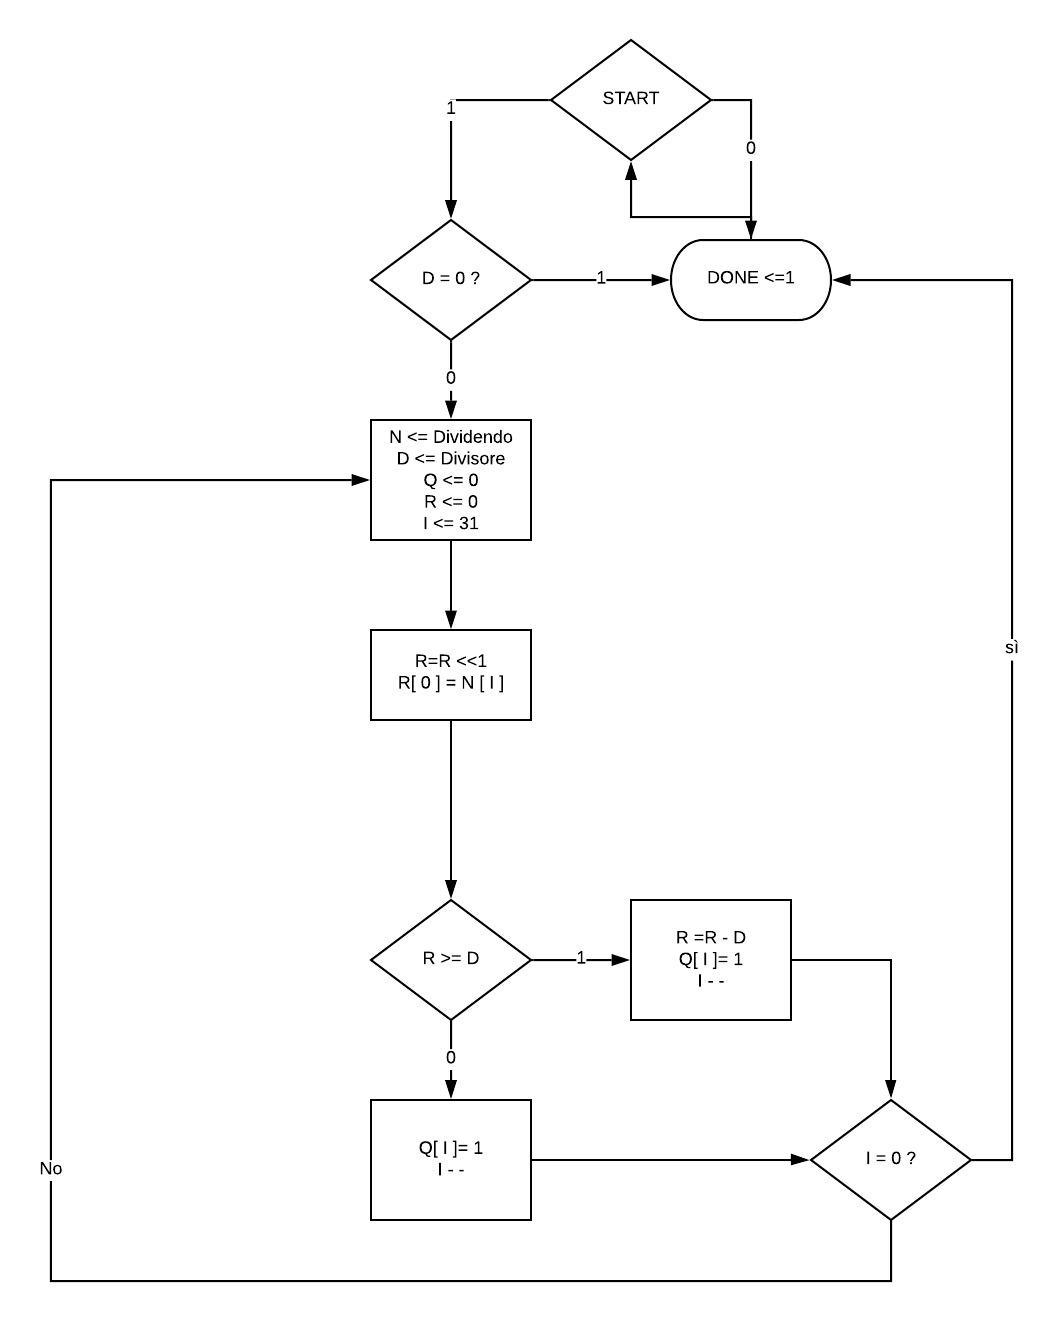 START
1
0
D = 0 ?
1
DONE <=1
0
N <= Dividendo
D <= Divisore
Q <= 0
R <= 0
I <= 31
sì
R=R <<1
R[ 0 ] = N [ I ]
R >= D
1
R =R - D
Q[ I ]= 1
I - -
0
Q[ I ]= 1
I - -
I = 0 ?
No